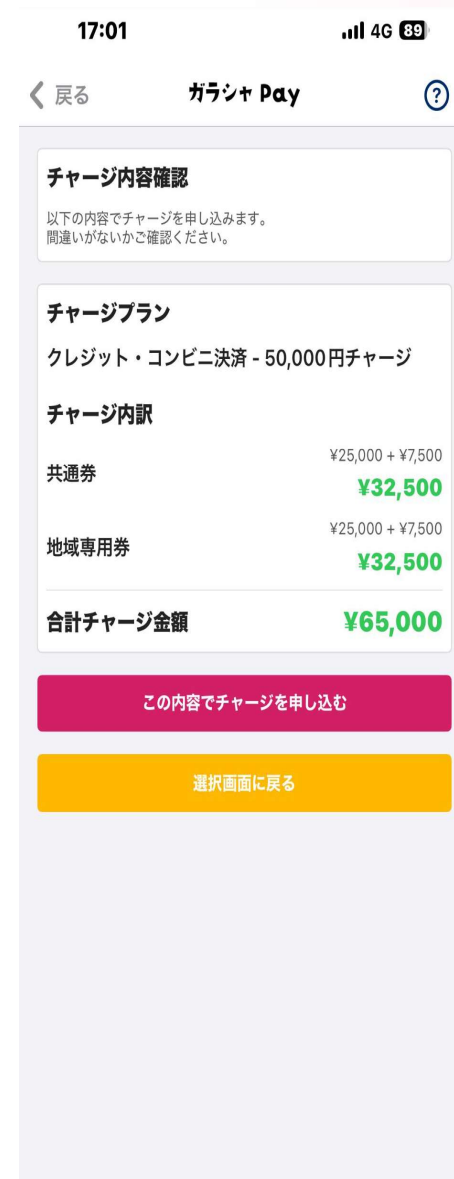 17:01 4G 89
戻る ガラシャ Pay ?
チャージ内容確認
以下の内容でチャージを申し込みます。
間違いがないかご確認ください。
チャージプラン
クレジット・コンビニ決済 - 50,000円チャージ
チャージ内訳
¥25,000 + ¥7,500
共通券 ¥32,500
¥25,000 + ¥7,500
地域専用券 ¥32,500
合計チャージ金額 ¥65,000
この内容でチャージを申し込む
選択画面に戻る